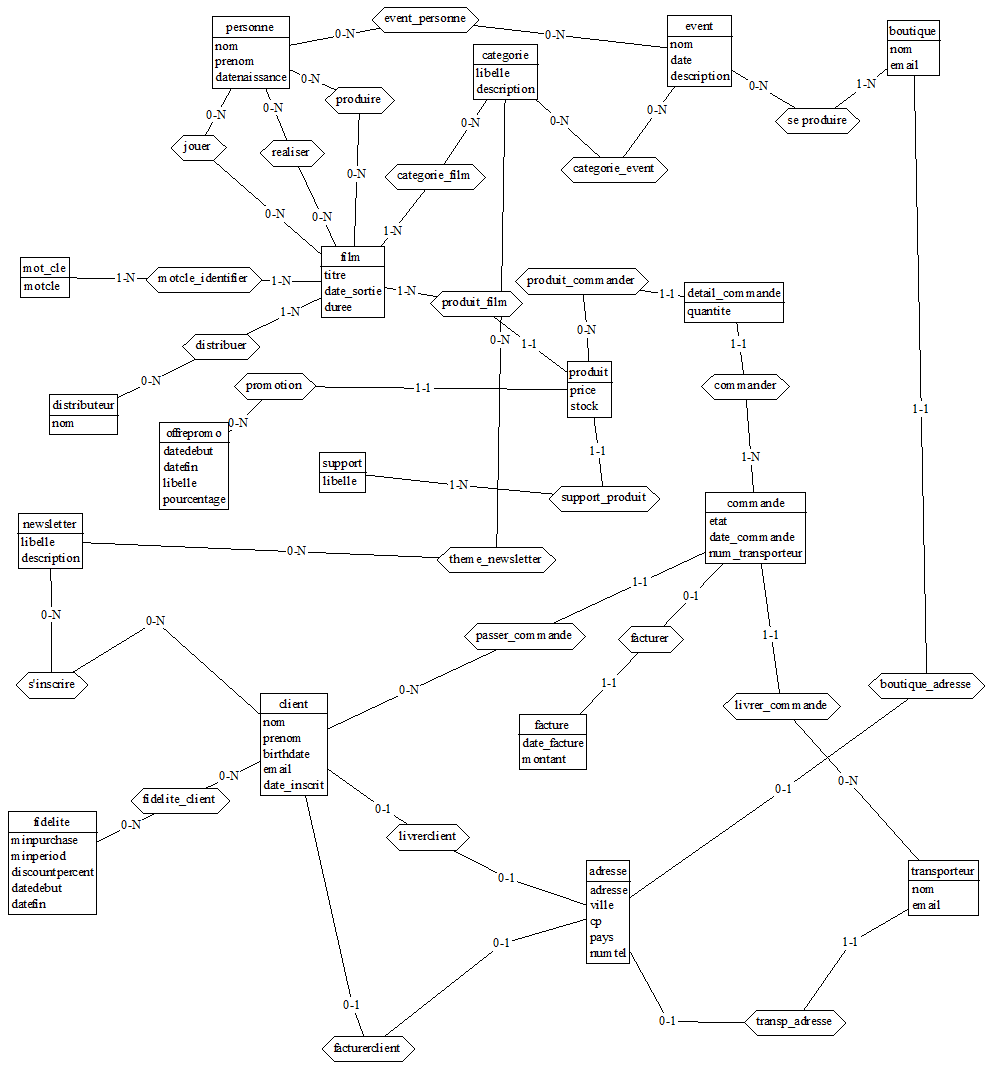 personne
nom
prenom
datenaissance
event_personne
0-N
0-N
event
nom
date
description
boutique
nom
email
categorie
libelle
description
0-N
produire
0-N
0-N
0-N
1-N
se produire
0-N
0-N
jouer
realiser
0-N
0-N
0-N
categorie_event
0-N
categorie_film
0-N
0-N
1-N
film
titre
date_sortie
duree
mot_cle
motcle
1-N
motcle_identifier
1-N
1-N
produit_film
produit_commander
1-1
detail_commande
quantite
1-N
distribuer
0-N
0-N
1-1
1-1
0-N
distributeur
nom
promotion
1-1
produit
price
stock
commander
1-1
0-N
offrepromo
datedebut
datefin
libelle
pourcentage
support
libelle
1-N
1-1
support_produit
1-N
commande
etat
date_commande
num_transporteur
newsletter
libelle
description
0-N
theme_newsletter
0-N
0-N
1-1
0-1
passer_commande
facturer
1-1
s'inscrire
0-N
1-1
boutique_adresse
client
nom
prenom
birthdate
email
date_inscrit
facture
date_facture
montant
livrer_commande
0-N
fidelite_client
0-N
0-1
livrerclient
0-1
0-N
0-1
fidelite
minpurchase
minperiod
discountpercent
datedebut
datefin
adresse
adresse
ville
cp
pays
numtel
transporteur
nom
email
0-1
0-1
1-1
0-1
transp_adresse
facturerclient